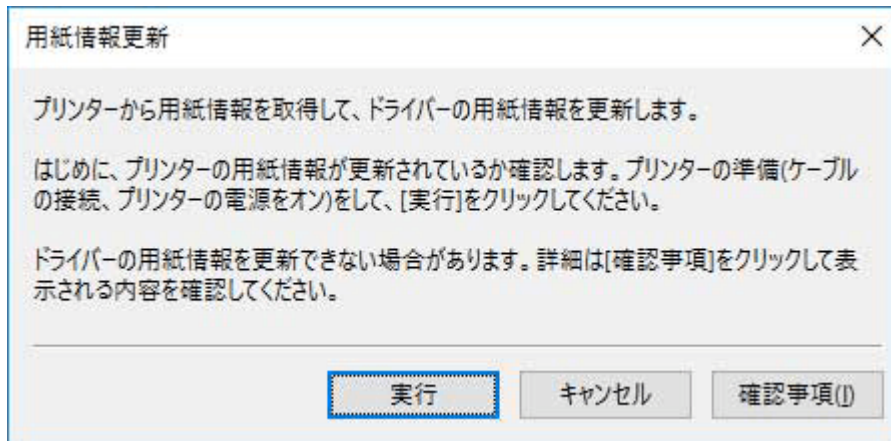 用紙情報更新
プリンターから用紙情報を取得して、ドライバーの用紙情報を更新します。
はじめに、プリンターの用紙情報が更新されているか確認します。プリンターの準備(ケーブル
の接続、プリンターの電源をオン)をして、[実行]をクリックしてください。
ドライバーの用紙情報を更新できない場合があります。詳細は[確認事項]をクリックして表
示される内容を確認してください。
実行 キャンセル 確認事項(I)